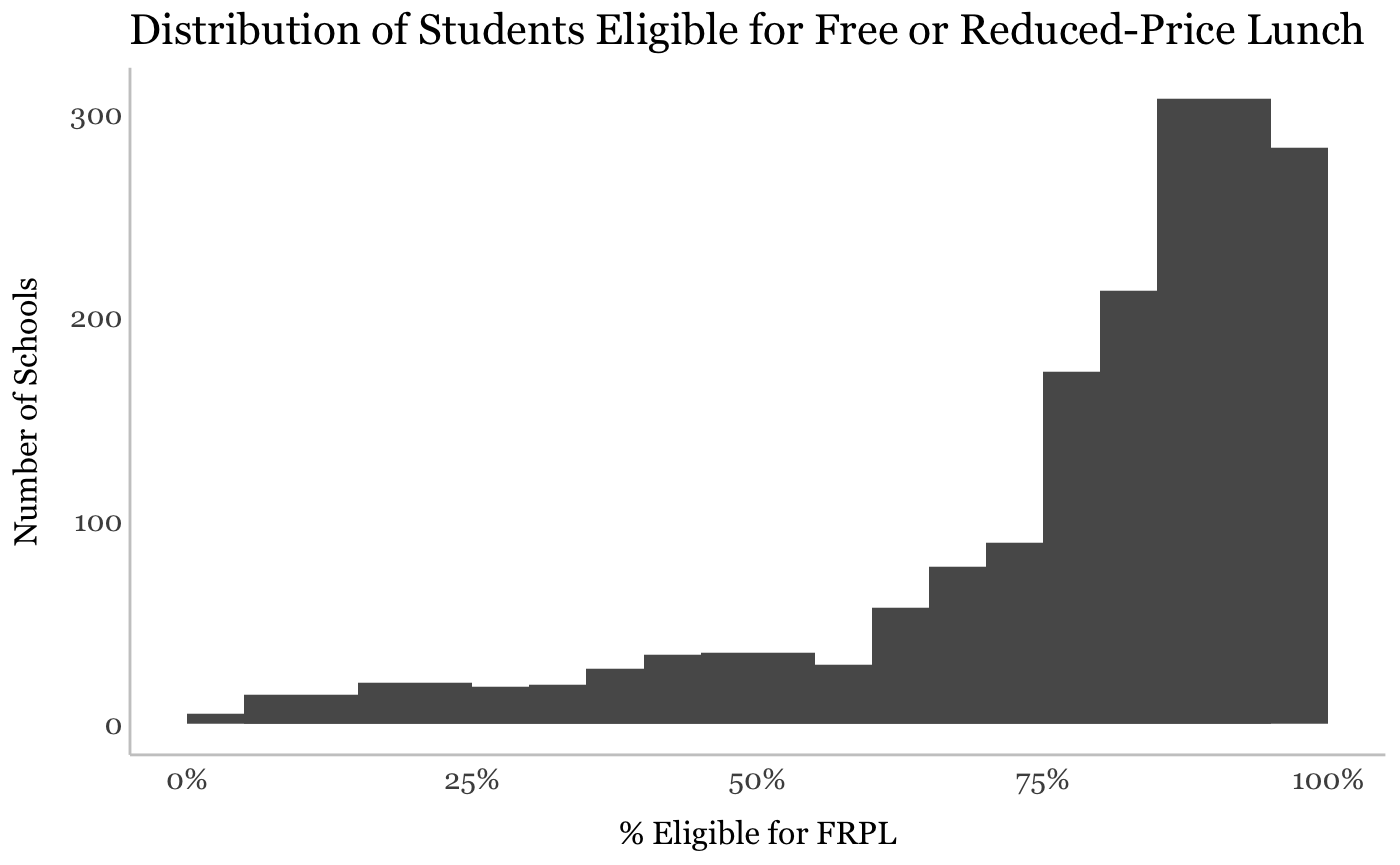 Distribution of Students Eligible for Free or Reduced-Price Lunch
Number of Schools
300
200
100
0
0% 25% 50% 75% 100%
% Eligible for FRPL